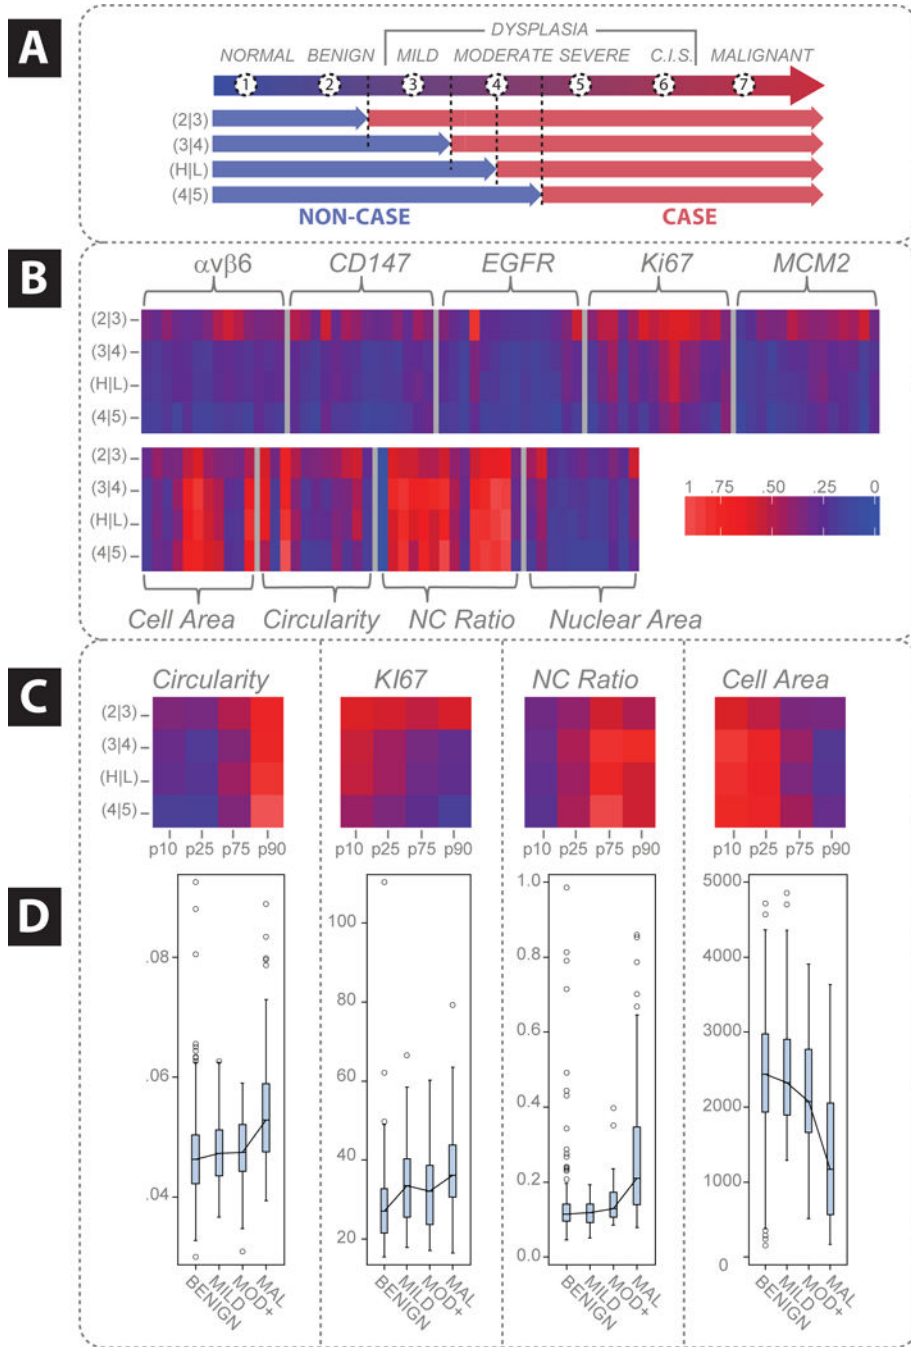 A
DYSPLASIA
NORMAL BENIGN MILD MODERATE SEVERE C.I.S. MALIGNANT
1 2 3 4 5 6 7
(2|3)
(3|4)
(H|L)
(4|5)
NON-CASE CASE
B
αvβ6 CD147 EGFR Ki67 MCM2
(2|3)
(3|4)
(H|L)
(4|5)
(2|3)
(3|4)
(H|L)
(4|5)
1 .75 .50 .25 0
Cell Area Circularity NC Ratio Nuclear Area
C
Circularity KI67 NC Ratio Cell Area
(2|3)
(3|4)
(H|L)
(4|5)
p10 p25 p75 p90 p10 p25 p75 p90 p10 p25 p75 p90 p10 p25 p75 p90
D
.08
.06
.04
BENIGN MILD MOD+ MAL
100
80
60
40
20
BENIGN MILD MOD+ MAL
1.0
0.8
0.6
0.4
0.2
0.0
BENIGN MILD MOD+ MAL
5000
4000
3000
2000
1000
0
BENIGN MILD MOD+ MAL